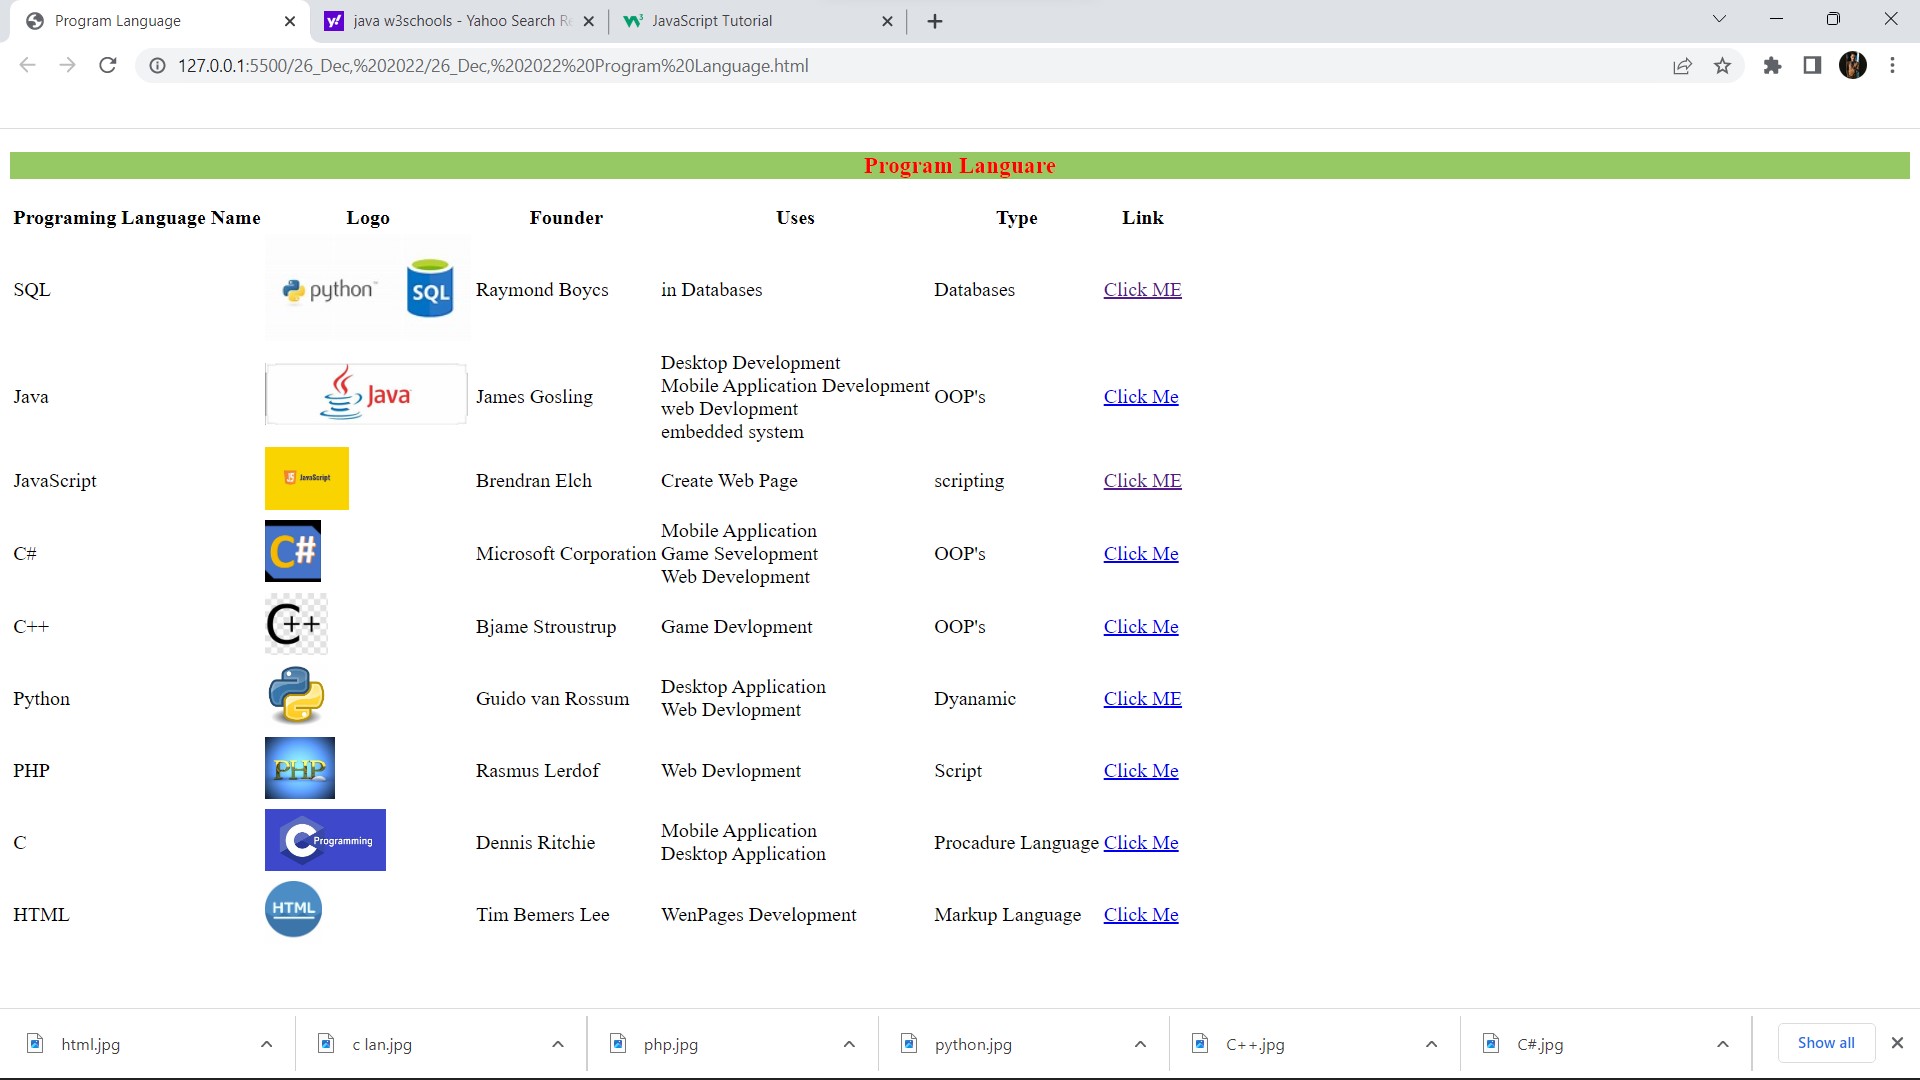 Program Language
java w3schools - Yahoo Search Re
JavaScript Tutorial
127.0.0.1:5500/26_Dec,%202022/26_Dec,%202022%20Program%20Language.html
Program Languare
Programing Language Name Logo Founder Uses Type Link
SQL python SQL Raymond Boycs in Databases Databases Click ME
Desktop Development
Mobile Application Development
Java Java James Gosling OOP's Click Me
web Devlopment
embedded system
JavaScript JavaScript Brendran Elch Create Web Page scripting Click ME
Mobile Application
C# C# Microsoft Corporation Game Sevelopment OOP's Click Me
Web Development
C++ C++ Bjame Stroustrup Game Devlopment OOP's Click Me
Desktop Application
Python Guido van Rossum Dyanamic Click ME
Web Devlopment
PHP PHP Rasmus Lerdof Web Devlopment Script Click Me
Mobile Application
C C Programming Dennis Ritchie Procadure Language Click Me
Desktop Application
HTML HTML Tim Bemers Lee WenPages Development Markup Language Click Me
html.jpg c lan.jpg php.jpg python.jpg C++.jpg C#.jpg Show all